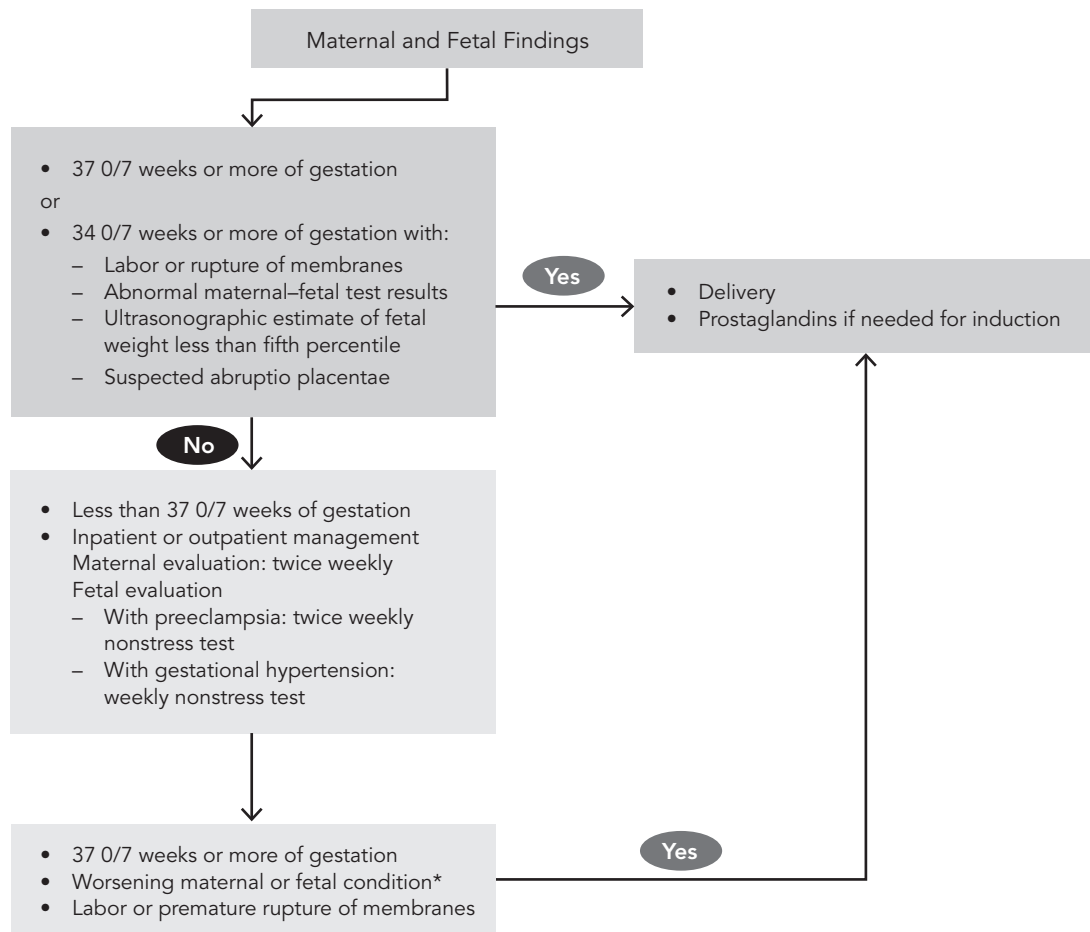 Maternal and Fetal Findings
• 37 0/7 weeks or more of gestation
or
• 34 0/7 weeks or more of gestation with:
– Labor or rupture of membranes
– Abnormal maternal–fetal test results
– Ultrasonographic estimate of fetal
weight less than fifth percentile
– Suspected abruptio placentae
Yes
• Delivery
• Prostaglandins if needed for induction
No
• Less than 37 0/7 weeks of gestation
• Inpatient or outpatient management
Maternal evaluation: twice weekly
Fetal evaluation
– With preeclampsia: twice weekly
nonstress test
– With gestational hypertension:
weekly nonstress test
• 37 0/7 weeks or more of gestation
• Worsening maternal or fetal condition*
• Labor or premature rupture of membranes
Yes